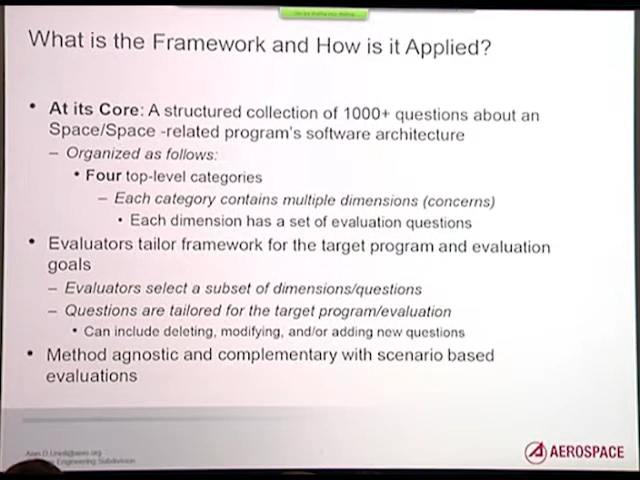 What is the Framework and How is it Applied?
• At its Core: A structured collection of 1000+ questions about an
Space/Space -related program's software architecture
– Organized as follows:
• Four top-level categories
– Each category contains multiple dimensions (concerns)
• Each dimension has a set of evaluation questions
• Evaluators tailor framework for the target program and evaluation
goals
– Evaluators select a subset of dimensions/questions
– Questions are tailored for the target program/evaluation
• Can include deleting, modifying, and/or adding new questions
• Method agnostic and complementary with scenario based
evaluations
Engineering Subdivision
AEROSPACE